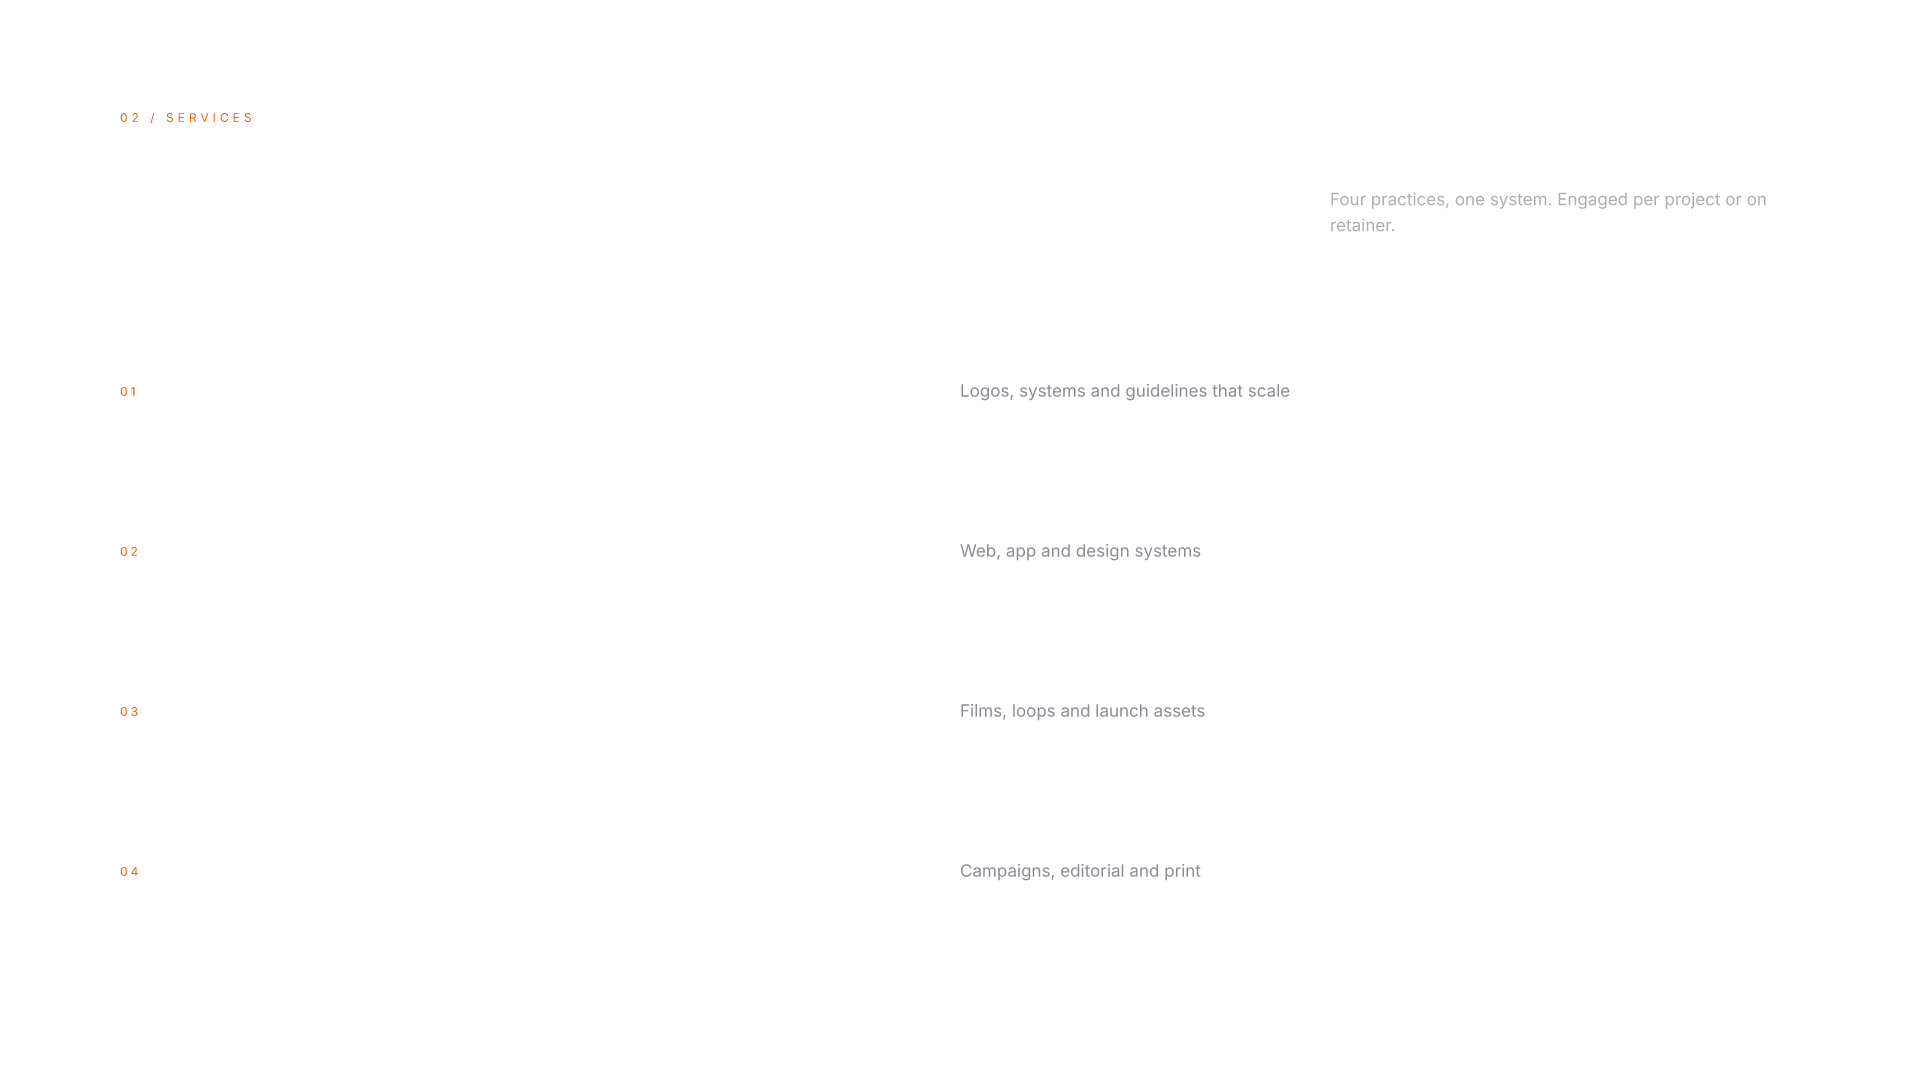 02 / SERVICES
Four practices, one system. Engaged per project or on
retainer.
01
Logos, systems and guidelines that scale
02
Web, app and design systems
03
Films, loops and launch assets
04
Campaigns, editorial and print